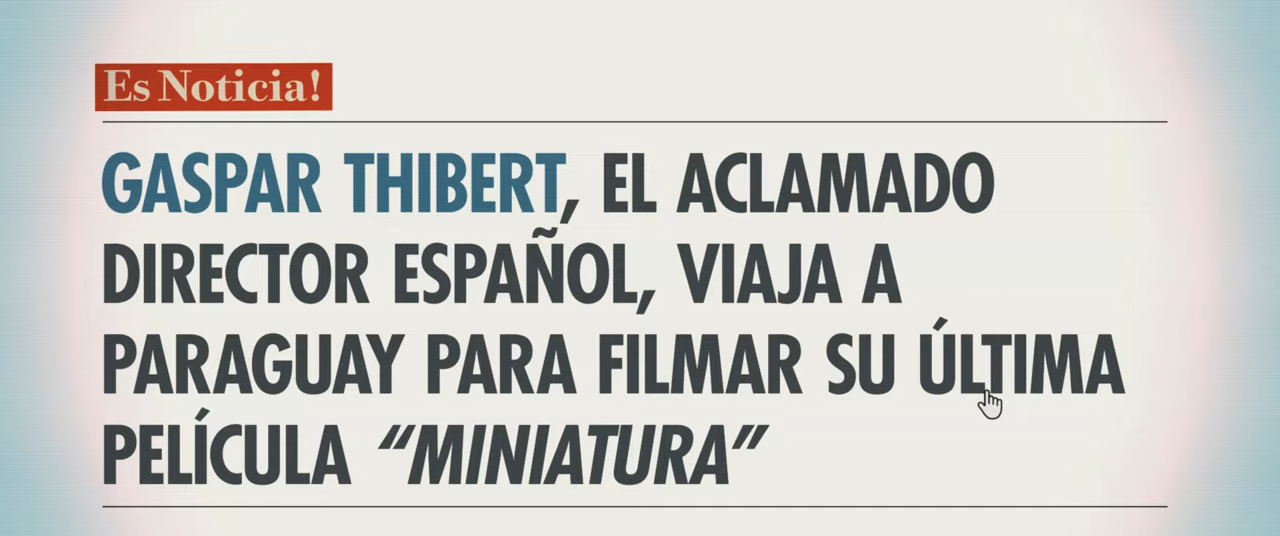 Es Noticia!
GASPAR THIBERT, EL ACLAMADO
DIRECTOR ESPAÑOL, VIAJA A
PARAGUAY PARA FILMAR SU ÚLTIMA
PELÍCULA “MINIATURA”